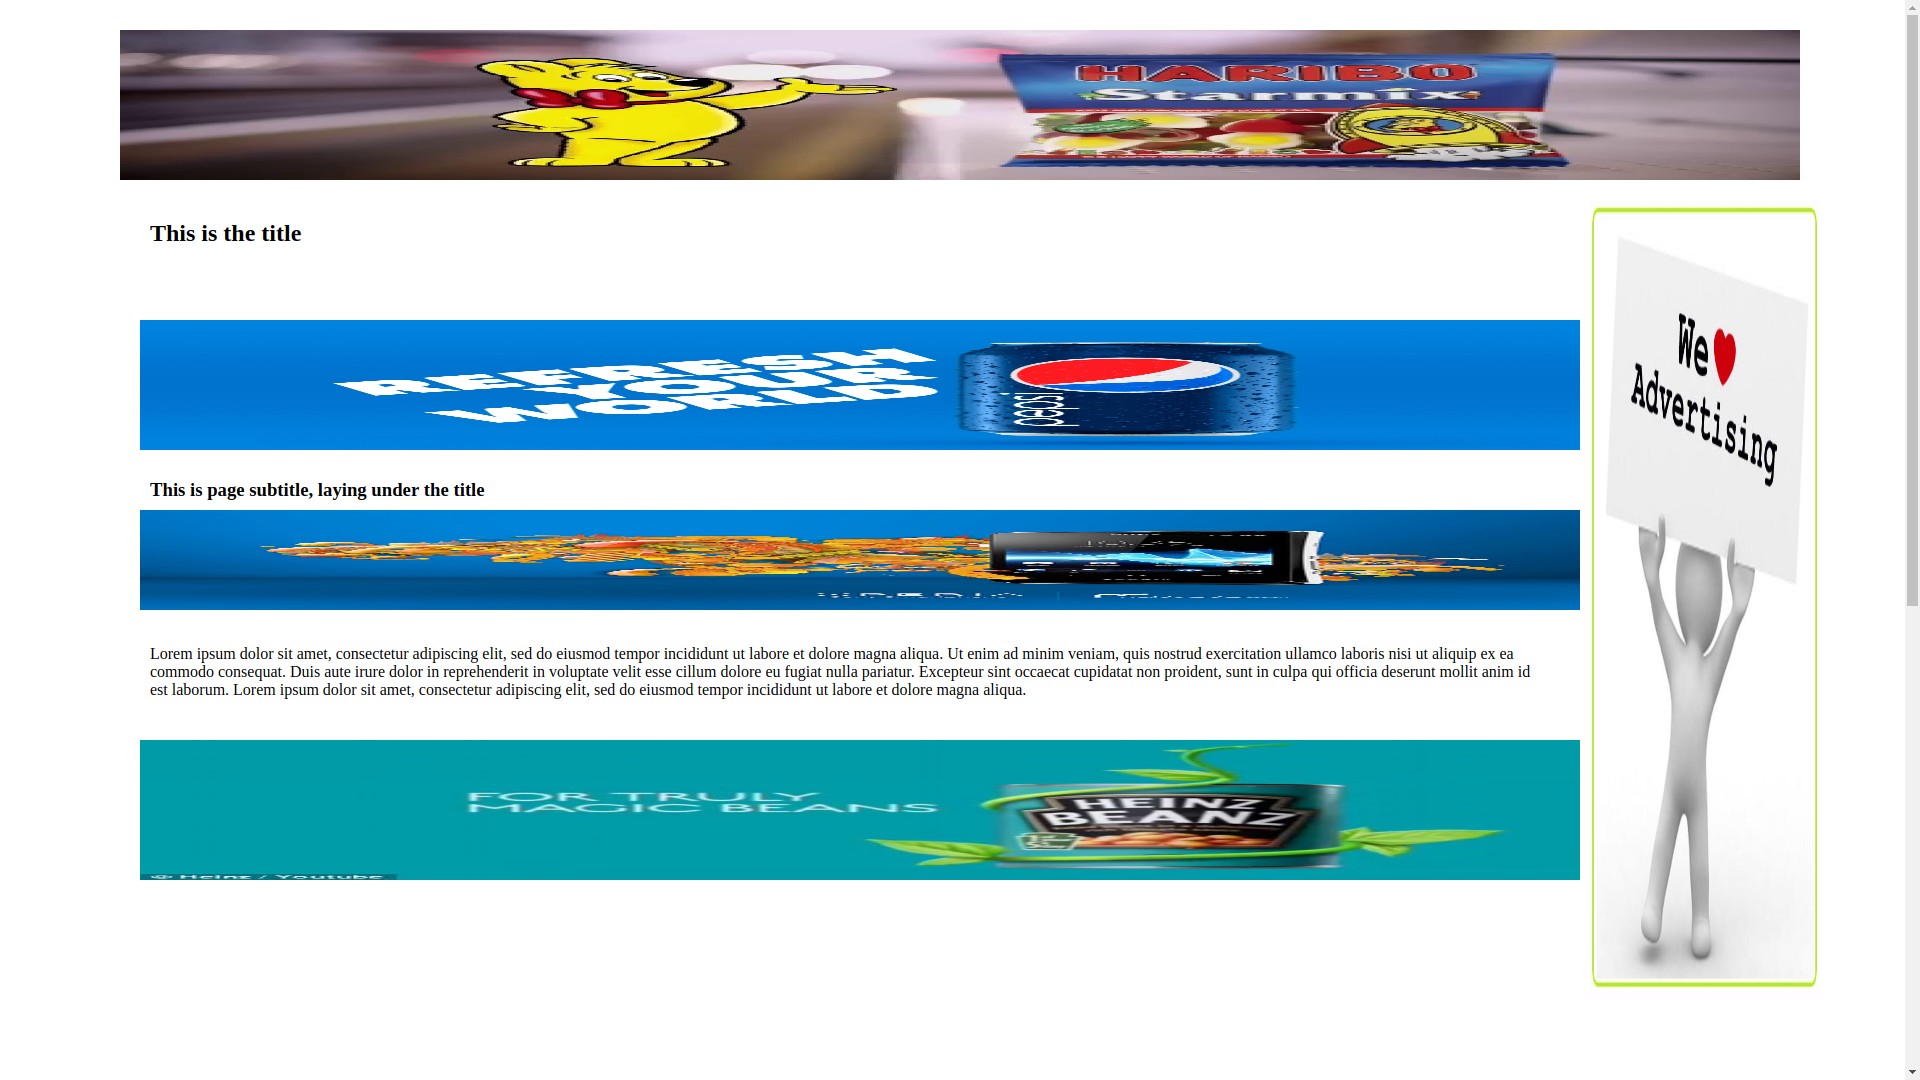 HARIBO
Starmix
This is the title
REFRESH
YOUR
WORLD
pepsi
We
Advertising
This is page subtitle, laying under the title
Lorem ipsum dolor sit amet, consectetur adipiscing elit, sed do eiusmod tempor incididunt ut labore et dolore magna aliqua. Ut enim ad minim veniam, quis nostrud exercitation ullamco laboris nisi ut aliquip ex ea
commodo consequat. Duis aute irure dolor in reprehenderit in voluptate velit esse cillum dolore eu fugiat nulla pariatur. Excepteur sint occaecat cupidatat non proident, sunt in culpa qui officia deserunt mollit anim id
est laborum. Lorem ipsum dolor sit amet, consectetur adipiscing elit, sed do eiusmod tempor incididunt ut labore et dolore magna aliqua.
FOR TRULY
MAGIC BEANS
HEINZ
BEANZ
© Heinz / Youtube